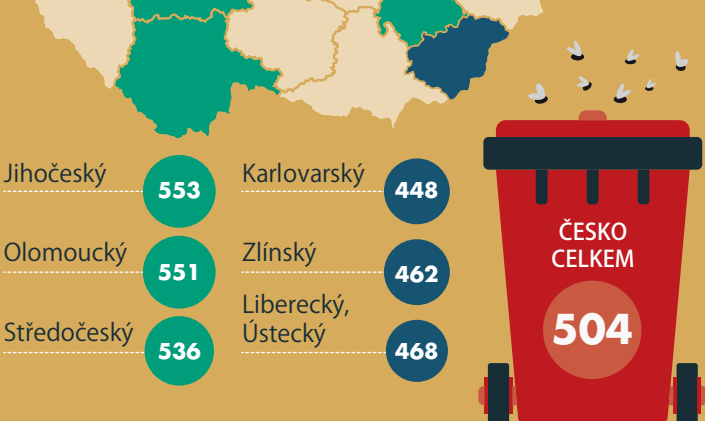 Jihočeský
553
Karlovarský
448
Olomoucký
551
Zlínský
462
Středočeský
536
Liberecký,
Ústecký
468
ČESKO
CELKEM
504